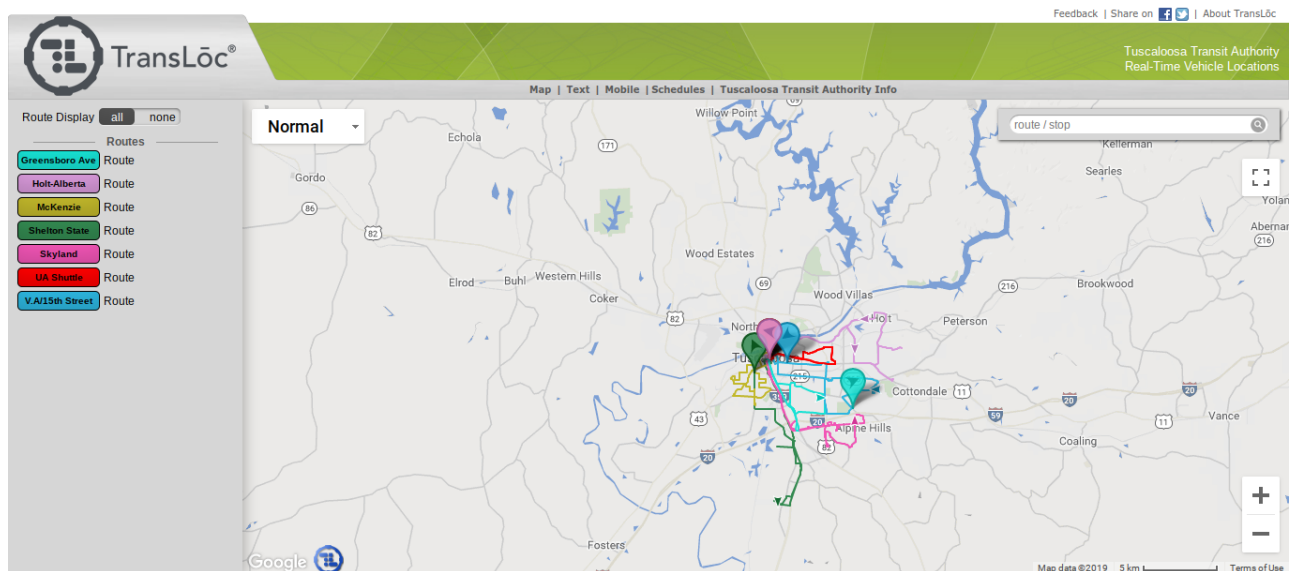 Feedback | Share on | About TransLōc
TransLōc®
Tuscaloosa Transit Authority
Real-Time Vehicle Locations
Map | Text | Mobile | Schedules | Tuscaloosa Transit Authority Info
Route Display all none
Routes
Greensboro Ave Route
Holt-Alberta Route
McKenzie Route
Shelton State Route
Skyland Route
UA Shuttle Route
V.A/15th Street Route
Normal
route / stop
Willow Point
69
Echola
171
Kellerman
Searles
Gordo
86
82
Yolan
Abernan
216
Wood Estates
Elrod
Buhl
Western Hills
Coker
69
Wood Villas
216
Brookwood
82
North
Holt
Peterson
215
Cottondale
11
20
20
59
Vance
11
43
20
Alpine Hills
82
Coaling
20
Fosters
Google
Map data ©2019 5 km Terms of Use